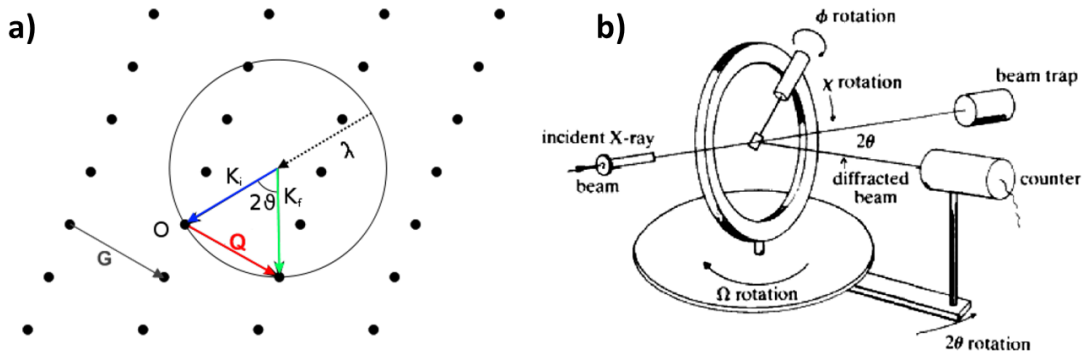 a)
K_i
2ϑ
K_f
λ
O
Q
G
b)
ϕ rotation
χ rotation
beam trap
incident X-ray
beam
2θ
diffracted
beam
counter
Ω rotation
2θ rotation